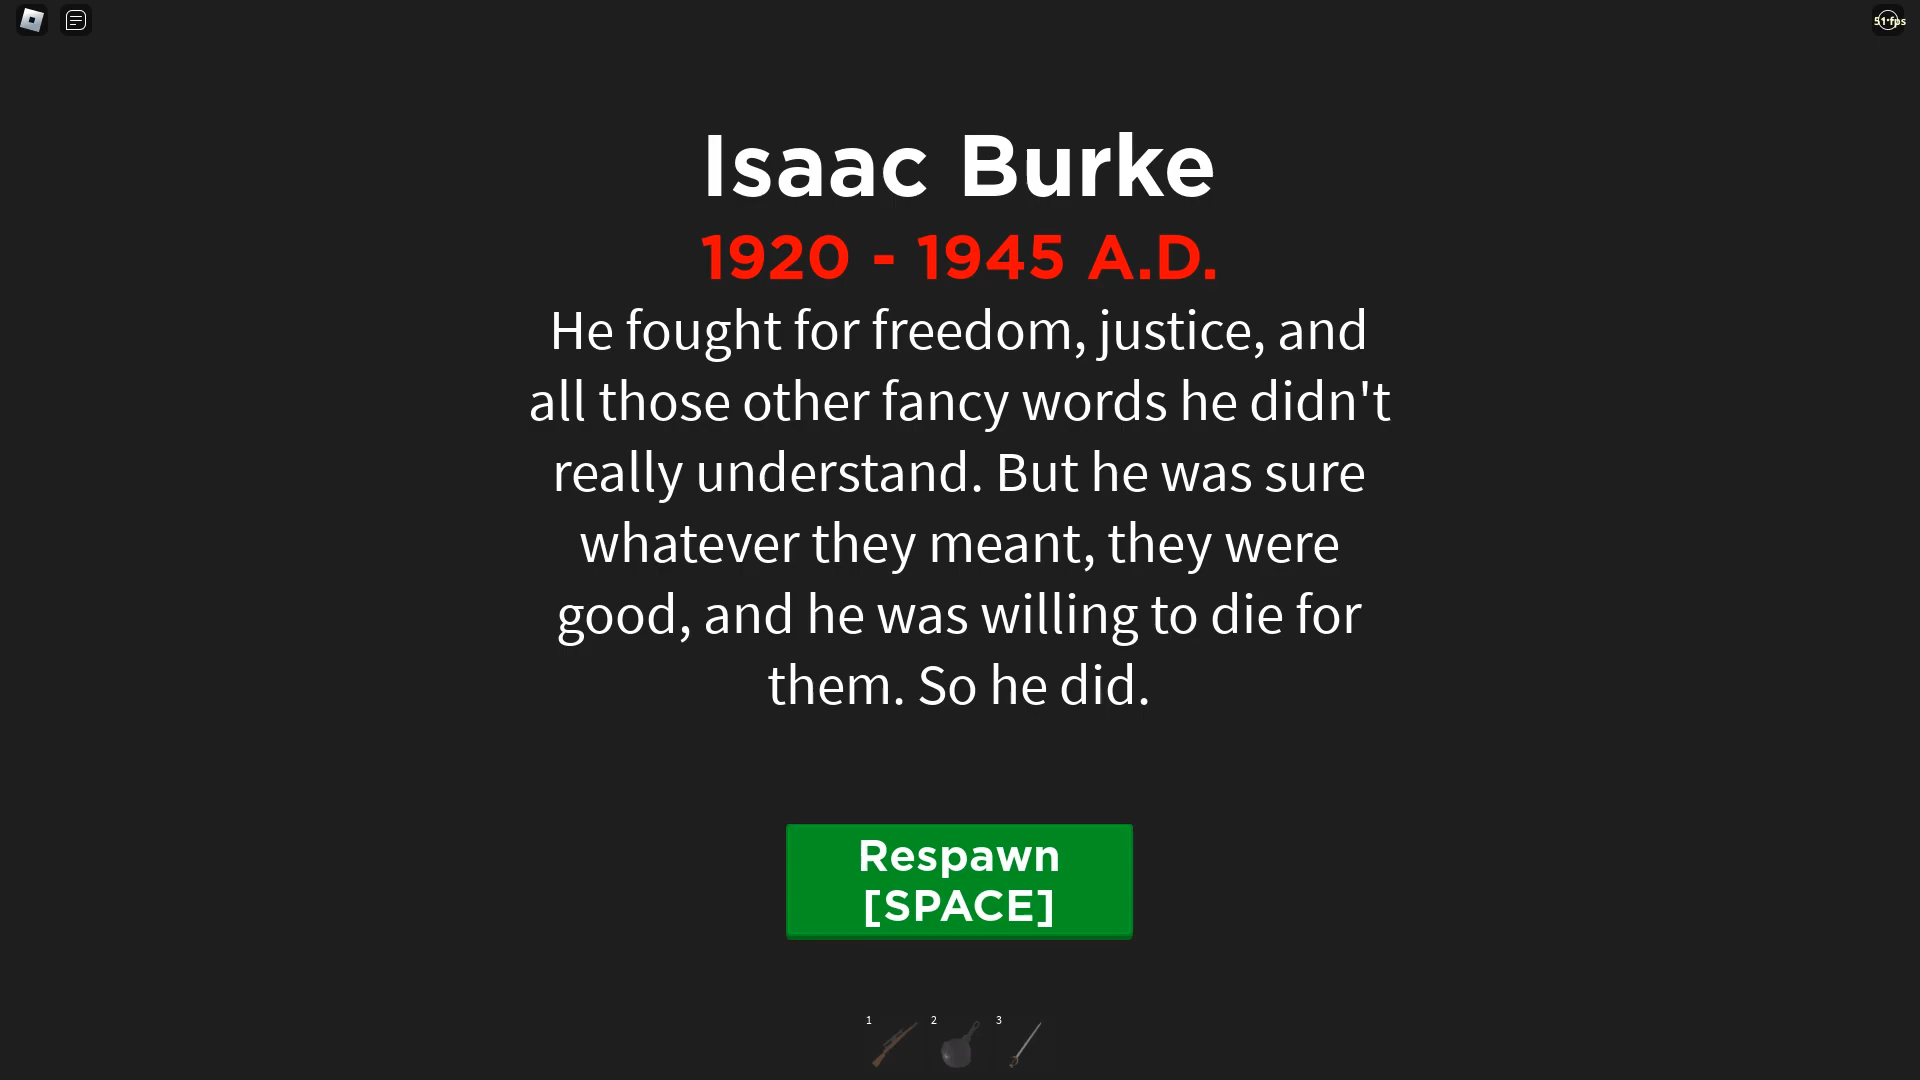 51 fps
Isaac Burke
1920 - 1945 A.D.
He fought for freedom, justice, and
all those other fancy words he didn't
really understand. But he was sure
whatever they meant, they were
good, and he was willing to die for
them. So he did.
Respawn
[SPACE]
1 2 3